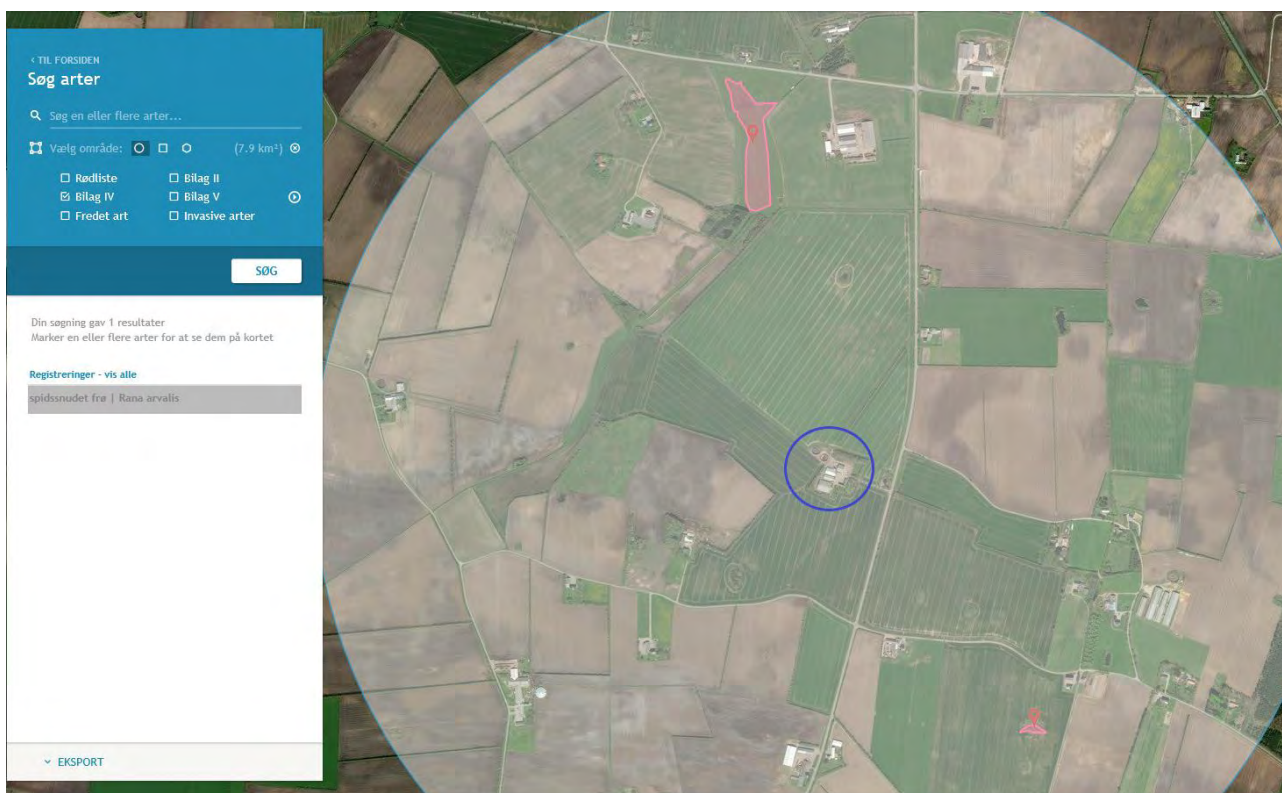 ‹ TIL FORSIDEN
Søg arter
Søg en eller flere arter...
Vælg område: (7.9 km²)
Rødliste Bilag II
Bilag IV Bilag V
Fredet art Invasive arter
SØG
Din søgning gav 1 resultater
Marker en eller flere arter for at se dem på kortet
Registreringer - vis alle
spidssnudet frø | Rana arvalis
EKSPORT